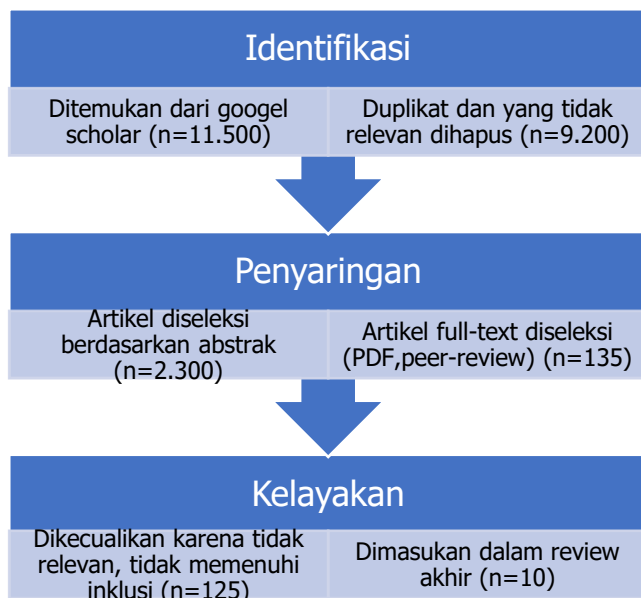 Identifikasi
Ditemukan dari googel
scholar (n=11.500)
Duplikat dan yang tidak
relevan dihapus (n=9.200)
Penyaringan
Artikel diseleksi
berdasarkan abstrak
(n=2.300)
Artikel full-text diseleksi
(PDF,peer-review) (n=135)
Kelayakan
Dikecualikan karena tidak
relevan, tidak memenuhi
inklusi (n=125)
Dimasukan dalam review
akhir (n=10)